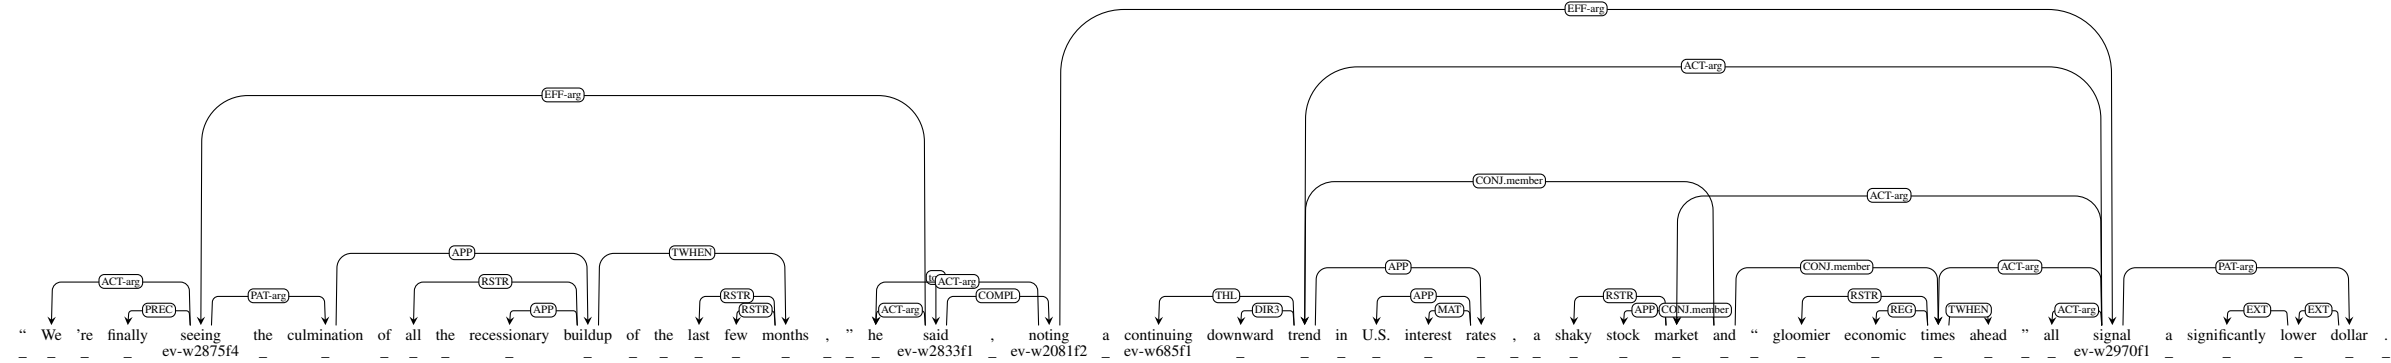 EFF-arg
ACT-arg
EFF-arg
CONJ.member
ACT-arg
APP TWHEN
APP CONJ.member ACT-arg PAT-arg
ACT-arg RSTR ACT-arg
PAT-arg RSTR COMPL THL APP RSTR RSTR
PREC APP RSTR ACT-arg DIR3 MAT APP CONJ.member REG TWHEN ACT-arg EXT EXT
“ We ’re finally seeing the culmination of all the recessionary buildup of the last few months , ” he said , noting a continuing downward trend in U.S. interest rates , a shaky stock market and “ gloomier economic times ahead ” all signal a significantly lower dollar .
_ _ _ _ ev-w2875f4 _ _ _ _ _ _ _ _ _ _ _ _ _ _ _ ev-w2833f1 _ ev-w2081f2 _ ev-w685f1 _ _ _ _ _ _ _ _ _ _ _ _ _ _ _ _ _ _ _ ev-w2970f1 _ _ _ _ _